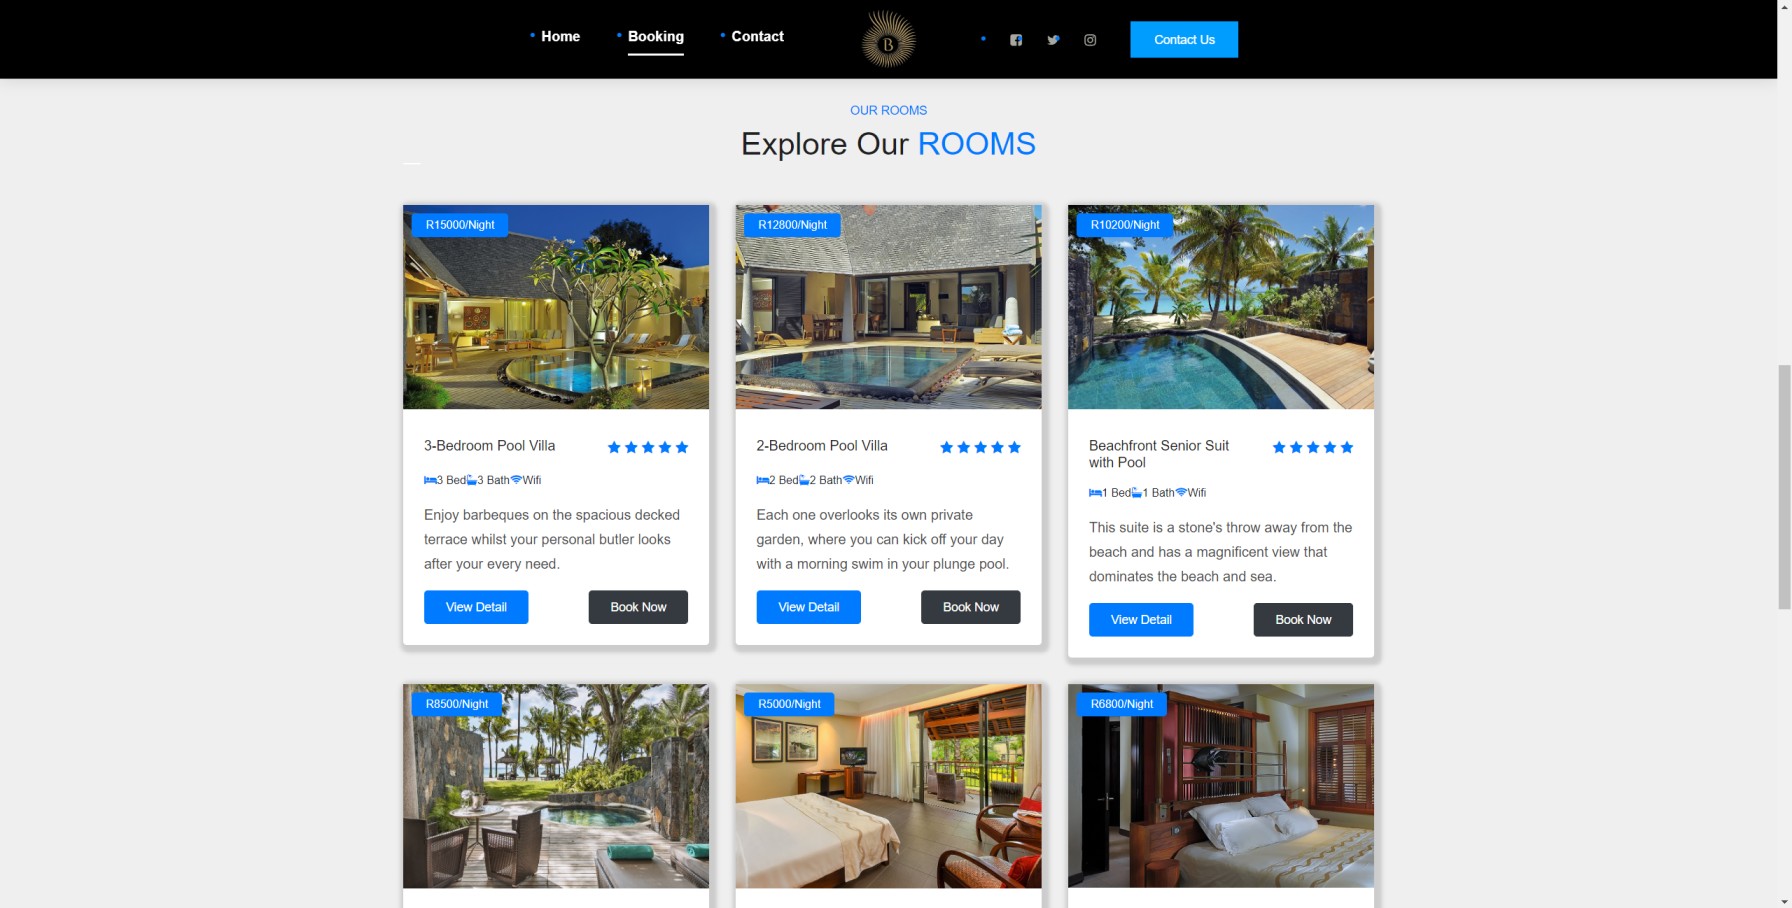 Home
Booking
Contact
B
Contact Us
OUR ROOMS
Explore Our ROOMS
R15000/Night
R12800/Night
R10200/Night
3-Bedroom Pool Villa
3 Bed 3 Bath Wifi
Enjoy barbeques on the spacious decked
terrace whilst your personal butler looks
after your every need.
View Detail
Book Now
2-Bedroom Pool Villa
2 Bed 2 Bath Wifi
Each one overlooks its own private
garden, where you can kick off your day
with a morning swim in your plunge pool.
View Detail
Book Now
Beachfront Senior Suit
with Pool
1 Bed 1 Bath Wifi
This suite is a stone's throw away from the
beach and has a magnificent view that
dominates the beach and sea.
View Detail
Book Now
R8500/Night
R5000/Night
R6800/Night